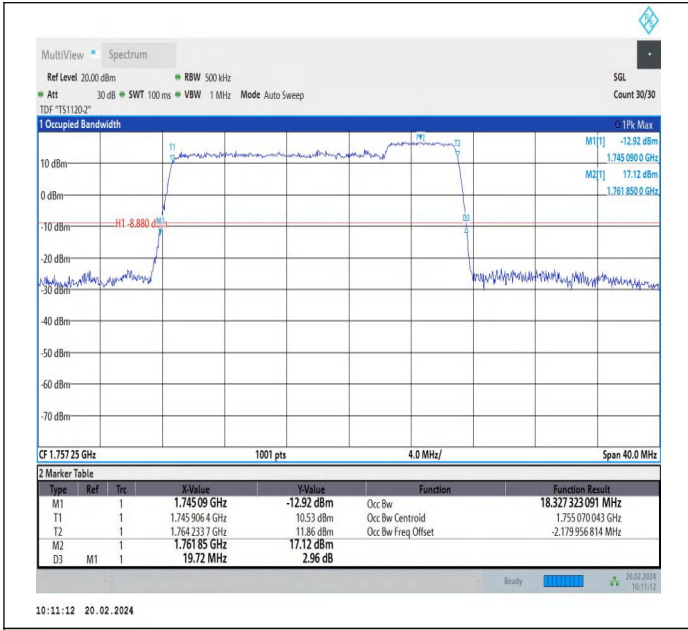 R&S
MultiView Spectrum
Ref Level 20.00 dBm RBW 500 kHz SGL
Att 30 dB SWT 100 ms VBW 1 MHz Mode Auto Sweep Count 30/30
TDF "TS1120-2"
1 Occupied Bandwidth 1Pk Max
M1[1] -12.92 dBm
1.745 090 0 GHz
M2[1] 17.12 dBm
1.761 850 0 GHz
M2
T1
T2
10 dBm
0 dBm
H1 -8.880 dBm
M1
D3
-10 dBm
-20 dBm
-30 dBm
-40 dBm
-50 dBm
-60 dBm
-70 dBm
CF 1.757 25 GHz 1001 pts 4.0 MHz/ Span 40.0 MHz
2 Marker Table
Type Ref Trc X-Value Y-Value Function Function Result
M1 1 1.745 09 GHz -12.92 dBm Occ Bw 18.327 323 091 MHz
T1 1 1.745 906 4 GHz 10.53 dBm Occ Bw Centroid 1.755 070 043 GHz
T2 1 1.764 233 7 GHz 11.86 dBm Occ Bw Freq Offset -2.179 956 814 MHz
M2 1 1.761 85 GHz 17.12 dBm
D3 M1 1 19.72 MHz 2.96 dB
Ready 20.02.2024
10:11:12
10:11:12 20.02.2024